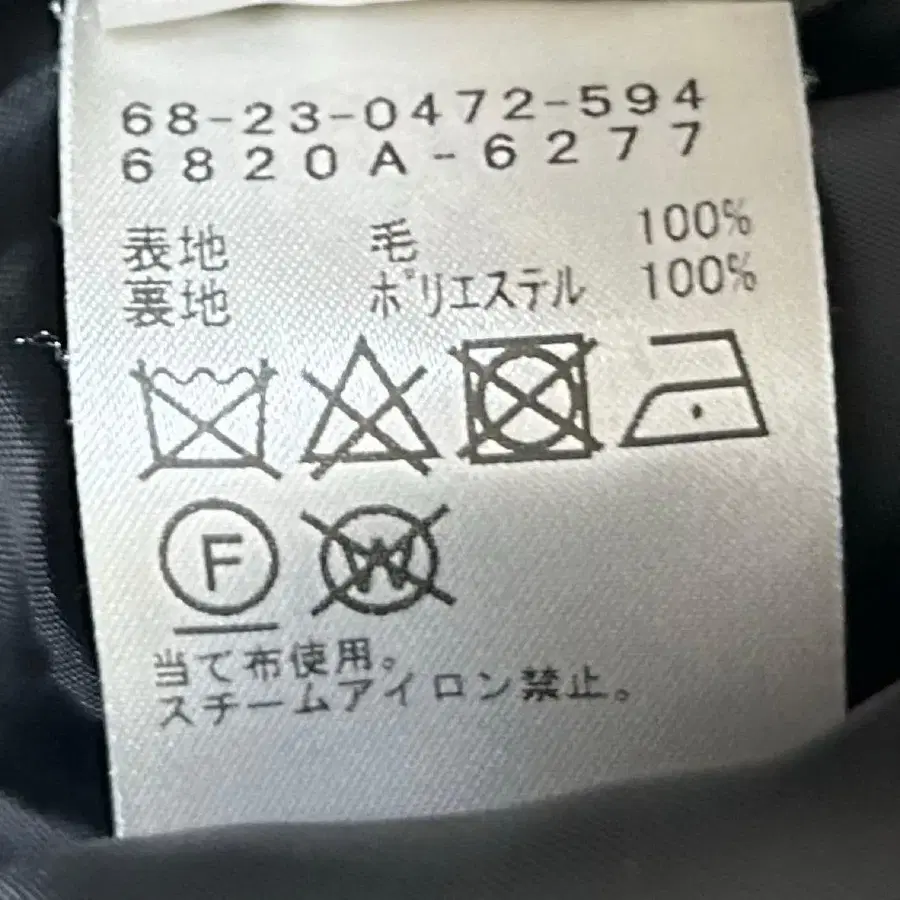 68-23-0472-594
6820A-6277
表地 毛 100%
裏地 ポリエステル 100%
F W
当て布使用。
スチームアイロン禁止。